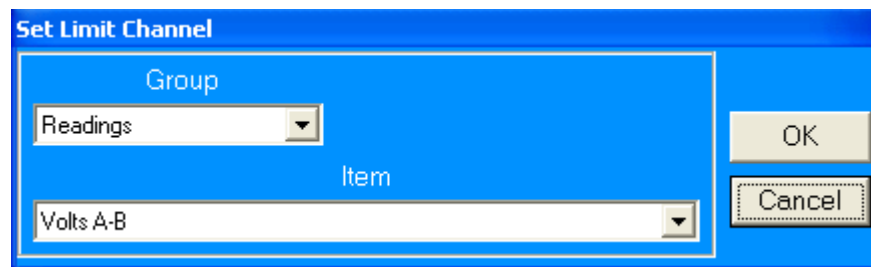 Set Limit Channel
Group
Readings
OK
Item
Cancel
Volts A-B